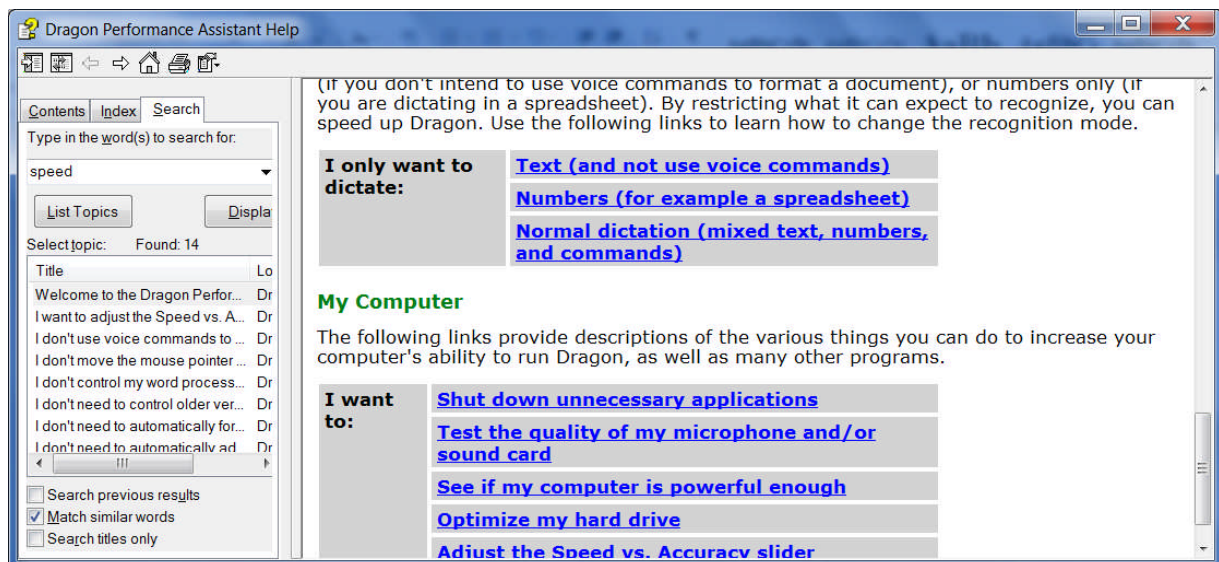 Dragon Performance Assistant Help
Contents Index Search
Type in the word(s) to search for:
speed
List Topics Displa
Select topic: Found: 14
Title Lo
Welcome to the Dragon Perfor... Dr
I want to adjust the Speed vs. A... Dr
I don't use voice commands to ... Dr
I don't move the mouse pointer ... Dr
I don't control my word process... Dr
I don't need to control older ver... Dr
I don't need to automatically for... Dr
I don't need to automatically ad Dr
Search previous results
Match similar words
Search titles only
(if you don't intend to use voice commands to format a document), or numbers only (if
you are dictating in a spreadsheet). By restricting what it can expect to recognize, you can
speed up Dragon. Use the following links to learn how to change the recognition mode.
I only want to
dictate:
Text (and not use voice commands)
Numbers (for example a spreadsheet)
Normal dictation (mixed text, numbers,
and commands)
My Computer
The following links provide descriptions of the various things you can do to increase your
computer's ability to run Dragon, as well as many other programs.
I want
to:
Shut down unnecessary applications
Test the quality of my microphone and/or
sound card
See if my computer is powerful enough
Optimize my hard drive
Adjust the Speed vs. Accuracy slider